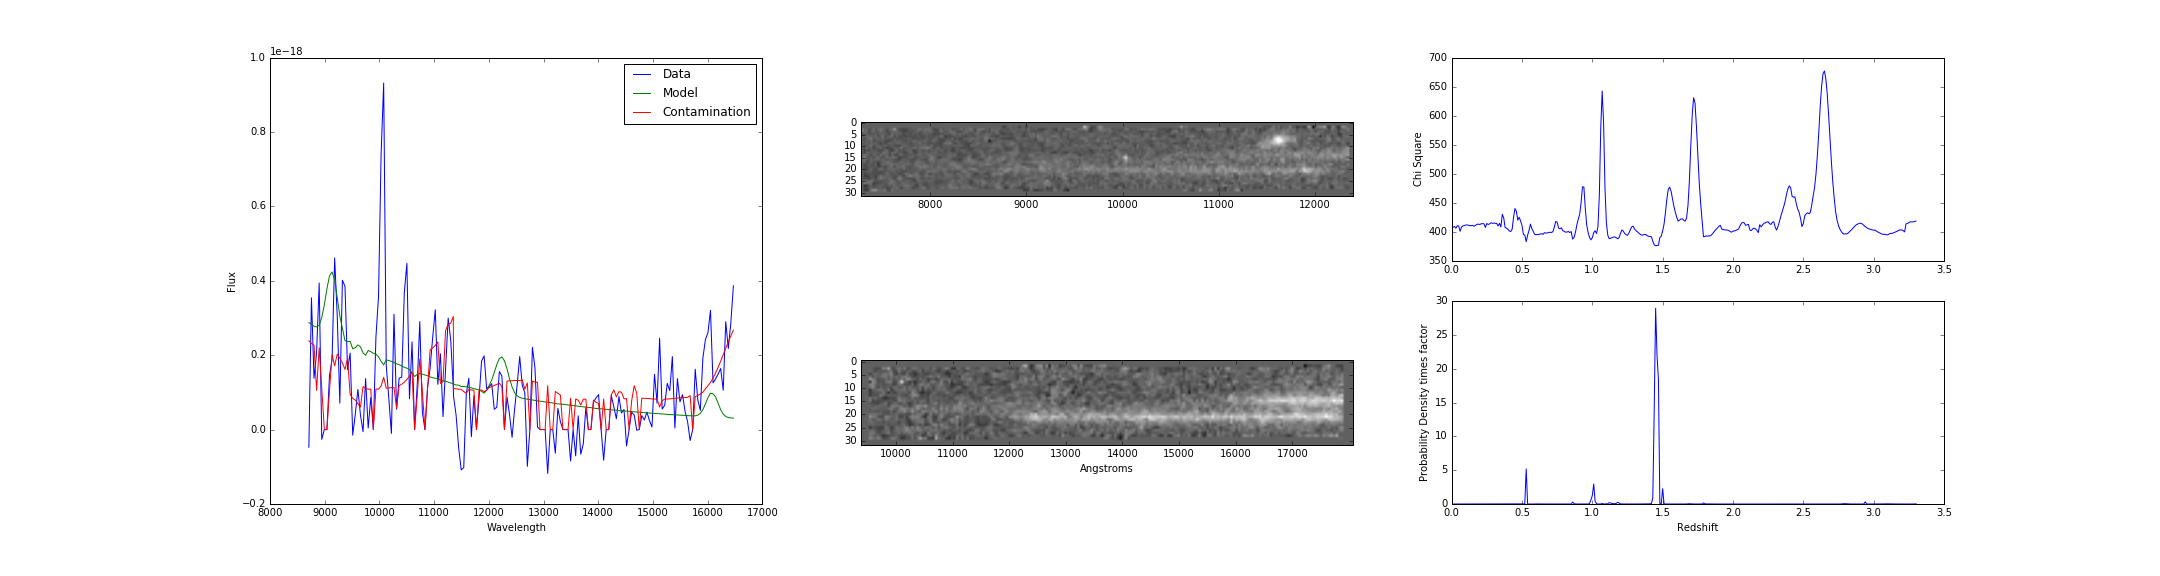 1e−18
1.0
0.8
0.6
0.4
0.2
0.0
−0.2
Flux
8000 9000 10000 11000 12000 13000 14000 15000 16000 17000
Wavelength
Data
Model
Contamination
0
5
10
15
20
25
30
8000 9000 10000 11000 12000
0
5
10
15
20
25
30
10000 11000 12000 13000 14000 15000 16000 17000
Angstroms
700
650
600
550
500
450
400
350
Chi Square
0.0 0.5 1.0 1.5 2.0 2.5 3.0 3.5
30
25
20
15
10
5
0
Probability Density times factor
0.0 0.5 1.0 1.5 2.0 2.5 3.0 3.5
Redshift